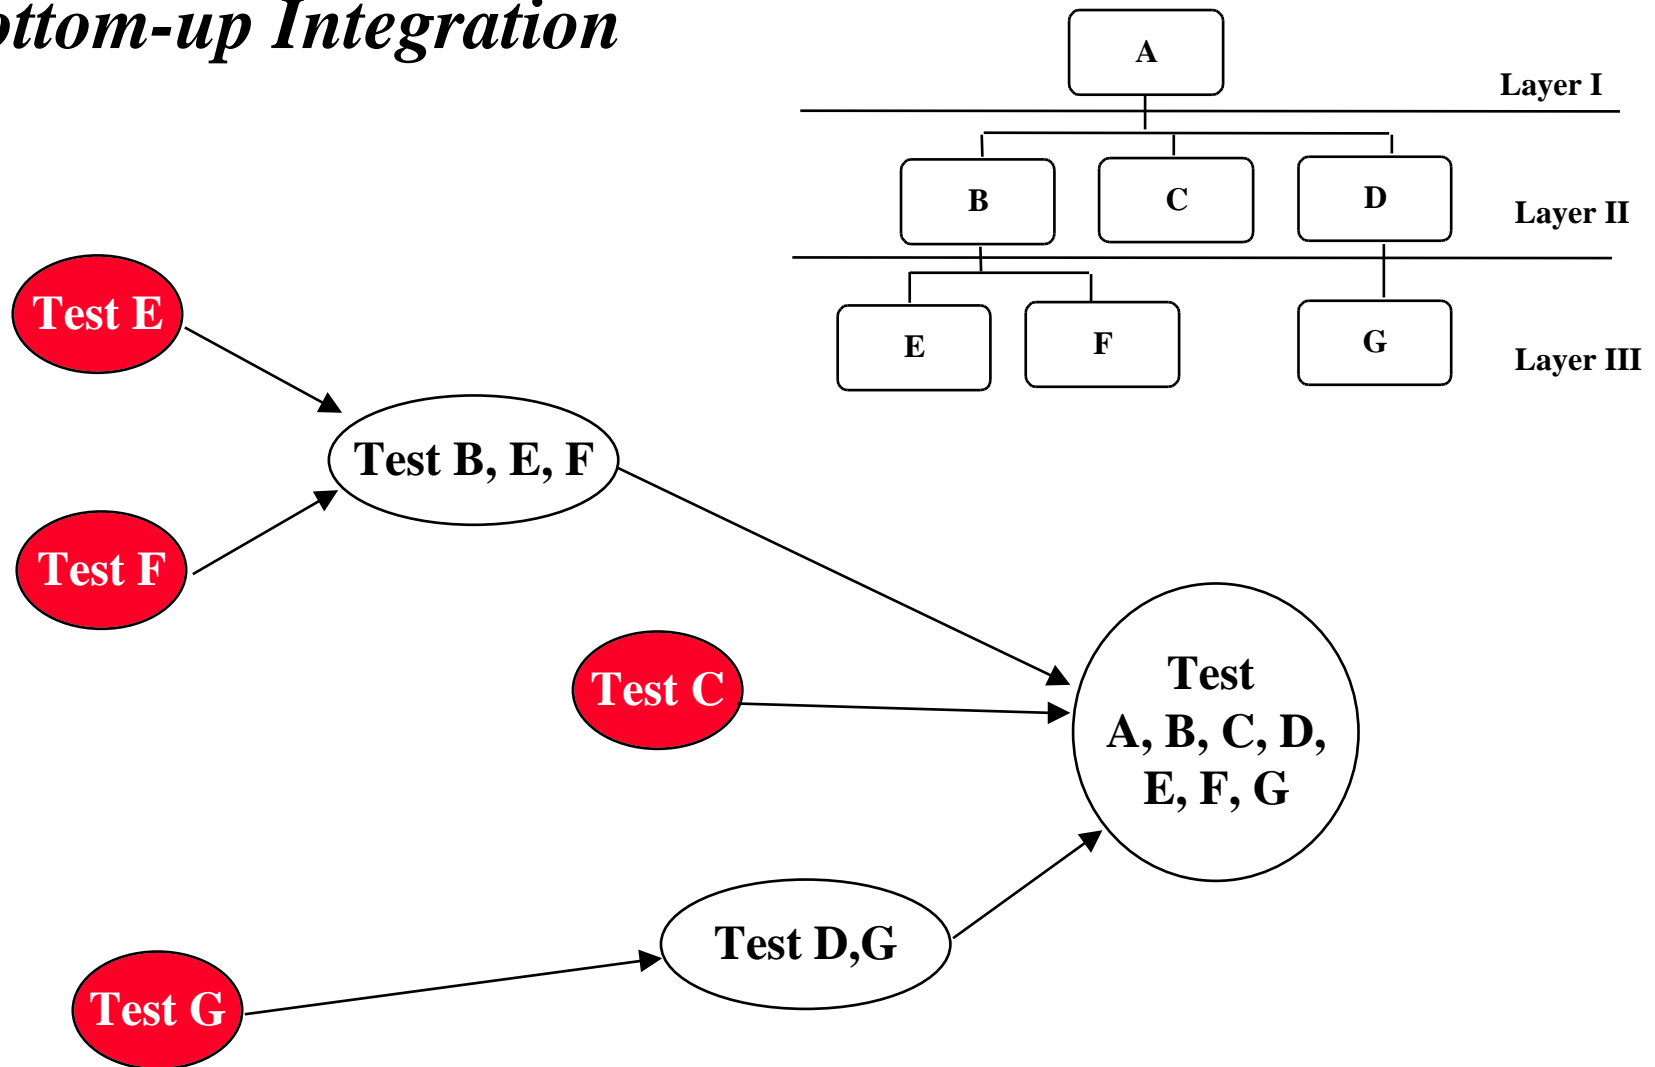 ottom-up Integration
A
Layer I
B
C
D
Layer II
E
F
G
Layer III
Test E
Test B, E, F
Test F
Test C
Test
A, B, C, D,
E, F, G
Test D,G
Test G